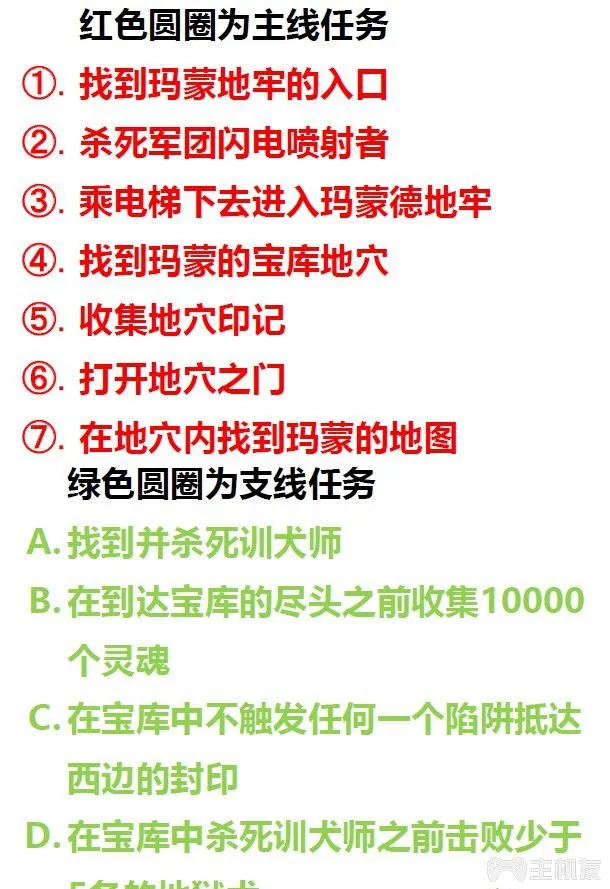 红色圆圈为主线任务
①. 找到玛蒙地牢的入口
②. 杀死军团闪电喷射者
③. 乘电梯下去进入玛蒙德地牢
④. 找到玛蒙的宝库地穴
⑤. 收集地穴印记
⑥. 打开地穴之门
⑦. 在地穴内找到玛蒙的地图
绿色圆圈为支线任务
A. 找到并杀死训犬师
B. 在到达宝库的尽头之前收集10000
个灵魂
C. 在宝库中不触发任何一个陷阱抵达
西边的封印
D. 在宝库中杀死训犬师之前击败少于
5条的地狱犬
主机友